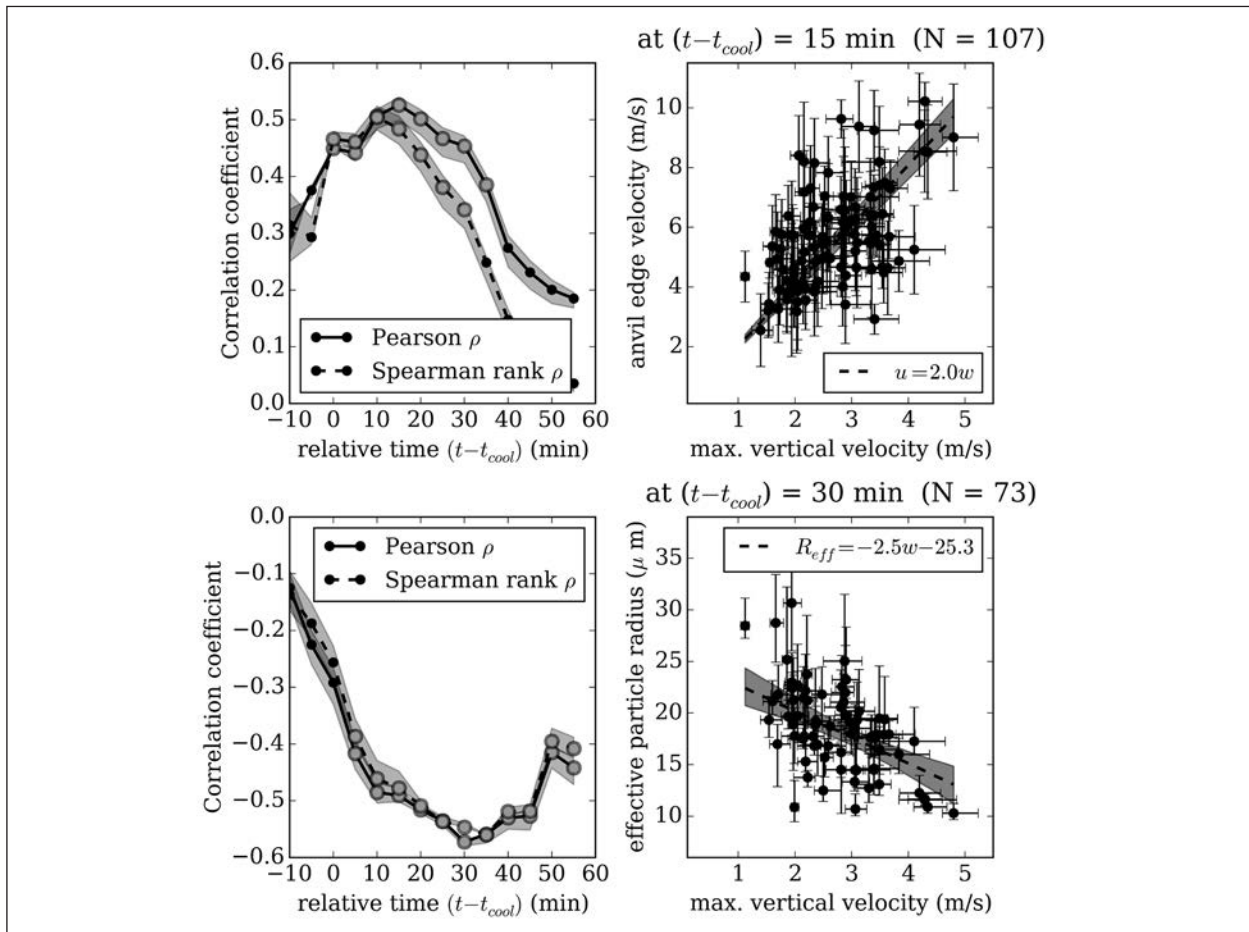 at (t−t_cool) = 15 min (N = 107)
0.6
0.5
0.4
0.3
0.2
0.1
0.0
Correlation coefficient
Pearson ρ
Spearman rank ρ
−10 0 10 20 30 40 50 60
relative time (t−t_cool) (min)
10
8
6
4
2
anvil edge velocity (m/s)
u=2.0w
1 2 3 4 5
max. vertical velocity (m/s)
at (t−t_cool) = 30 min (N = 73)
0.0
−0.1
−0.2
−0.3
−0.4
−0.5
−0.6
Correlation coefficient
Pearson ρ
Spearman rank ρ
−10 0 10 20 30 40 50 60
relative time (t−t_cool) (min)
35
30
25
20
15
10
effective particle radius (μ m)
R_eff=−2.5w−25.3
1 2 3 4 5
max. vertical velocity (m/s)